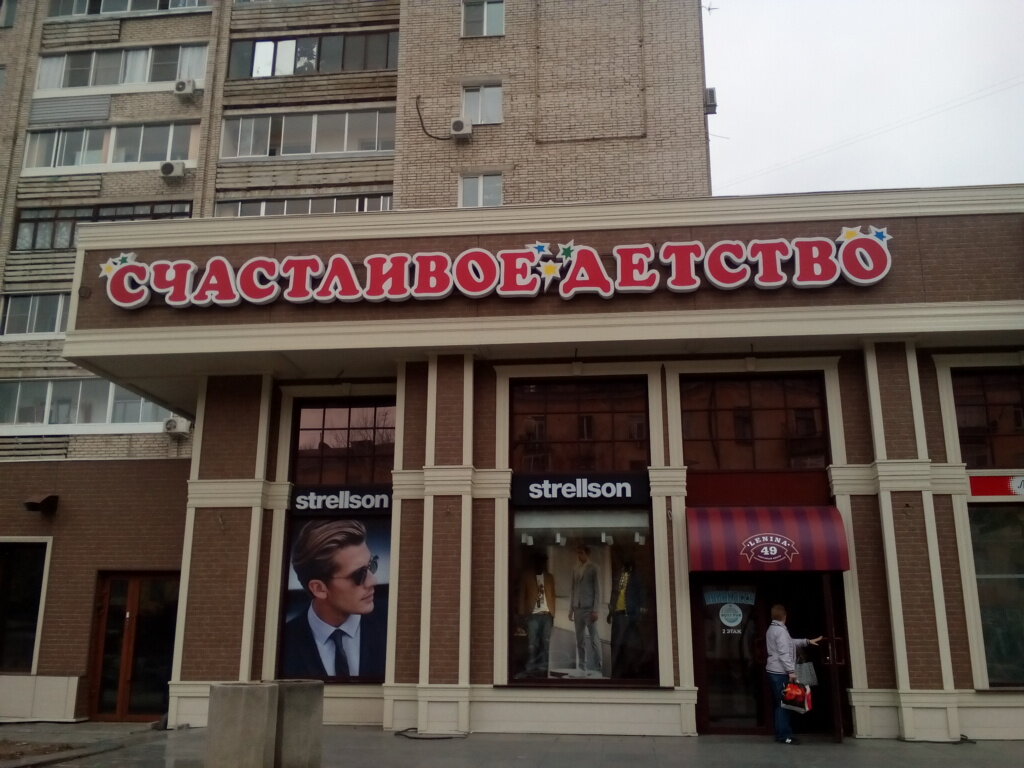 СЧАСТЛИВОЕ ДЕТСТВО
strellson
strellson
LENINA
49
2 ЭТАЖ